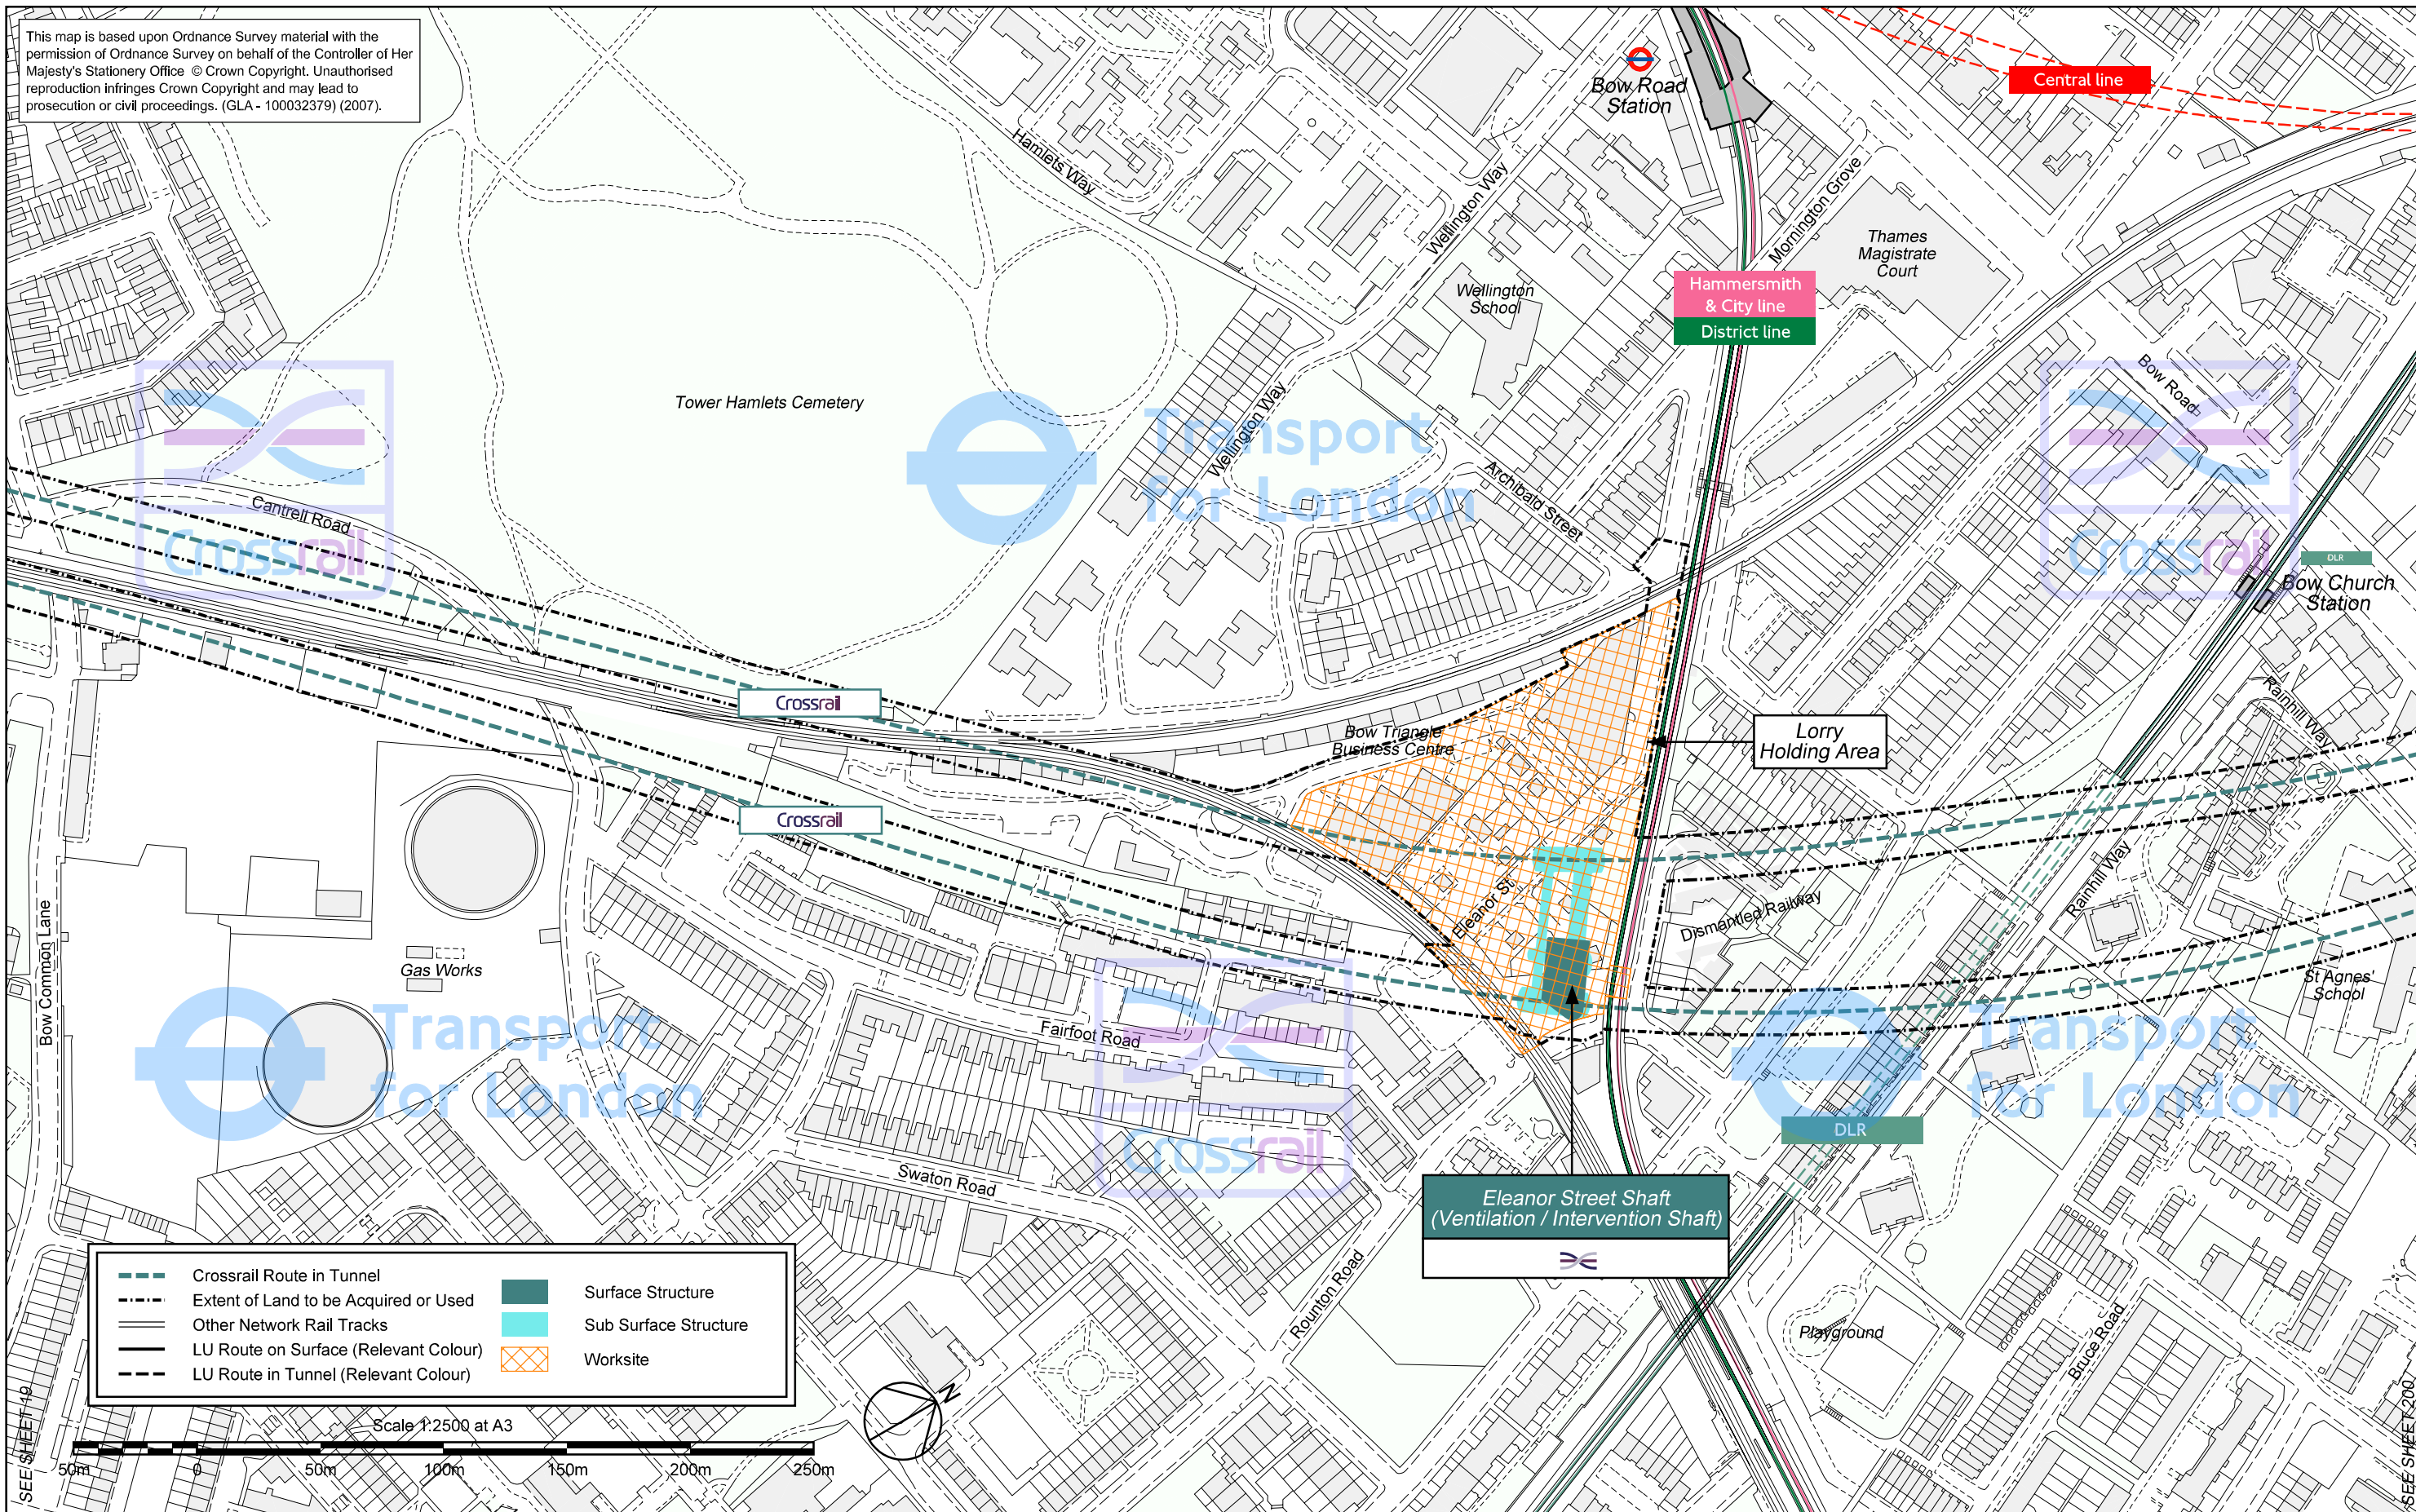 This map is based upon Ordnance Survey material with the
permission of Ordnance Survey on behalf of the Controller of Her
Majesty's Stationery Office © Crown Copyright. Unauthorised
reproduction infringes Crown Copyright and may lead to
prosecution or civil proceedings. (GLA - 100032379) (2007).
Bow Road
Station
Central line
Hamlets Way
Wellington Way
Mornington Grove
Thames
Magistrate
Court
Wellington
School
Hammersmith
& City line
District line
Bow Road
Tower Hamlets Cemetery
Wellington Way
Transport
for London
Archibald Street
Cantrell Road
Crossrail
Crossrail
DLR
Bow Church
Station
Rainhill Way
Crossrail
Bow Triangle
Business Centre
Lorry
Holding Area
Crossrail
Eleanor St
Rainhill Way
Dismantled Railway
Bow Common Lane
Gas Works
St Agnes'
School
Transport
for London
Fairfoot Road
Transport
for London
Crossrail
DLR
Swaton Road
Eleanor Street Shaft
(Ventilation / Intervention Shaft)
Rounton Road
Playground
Bruce Road
Crossrail Route in Tunnel
Extent of Land to be Acquired or Used
Other Network Rail Tracks
LU Route on Surface (Relevant Colour)
LU Route in Tunnel (Relevant Colour)
Surface Structure
Sub Surface Structure
Worksite
N
Scale 1:2500 at A3
50m 0 50m 100m 150m 200m 250m
SEE SHEET 19
SEE SHEET 200